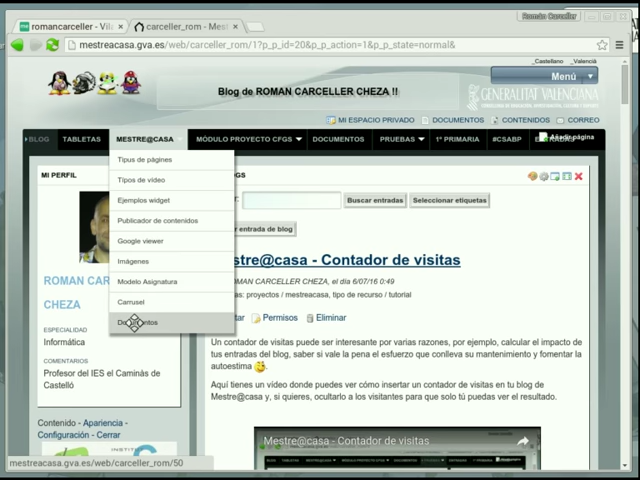 romancarceller - Vil
carceller_rom - Mest
Román Carceller
mestreacasa.gva.es/web/carceller_rom/1?p_p_id=20&p_p_action=1&p_p_state=normal&
_Castellano _Valencià
Menú
Blog de ROMAN CARCELLER CHEZA !!
GENERALITAT VALENCIANA
MI ESPACIO PRIVADO DOCUMENTOS CONTENIDOS CORREO
BLOG TABLETAS MESTRE@CASA MÓDULO PROYECTO CFGS DOCUMENTOS PRUEBAS 1º PRIMARIA #CSABP
Añadir página
MI PERFIL
Tipus de pàgines
Tipos de vídeo
Ejemplos widget
Publicador de contenidos
Google viewer
Imágenes
Modelo Asignatura
Carrusel
Buscar entradas
Seleccionar etiquetas
entrada de blog
Mestre@casa - Contador de visitas
ROMAN CARCELLER CHEZA, el día 6/07/16 0:49
proyectos / mestreacasa, tipo de recurso / tutorial
Permisos Eliminar
ROMAN CAR
CHEZA
ESPECIALIDAD
Informática
COMENTARIOS
Profesor del IES el Caminàs de
Castelló
Un contador de visitas puede ser interesante por varias razones, por ejemplo, calcular el impacto de
tus entradas del blog, saber si vale la pena el esfuerzo que conlleva su mantenimiento y fomentar la
autoestima
Aquí tienes un vídeo donde puedes ver cómo insertar un contador de visitas en tu blog de
Mestre@casa y, si quieres, ocultarlo a los visitantes para que solo tú puedas ver el resultado.
Contenido - Apariencia -
Configuración - Cerrar
Mestre@casa - Contador de visitas
mestreacasa.gva.es/web/carceller_rom/50